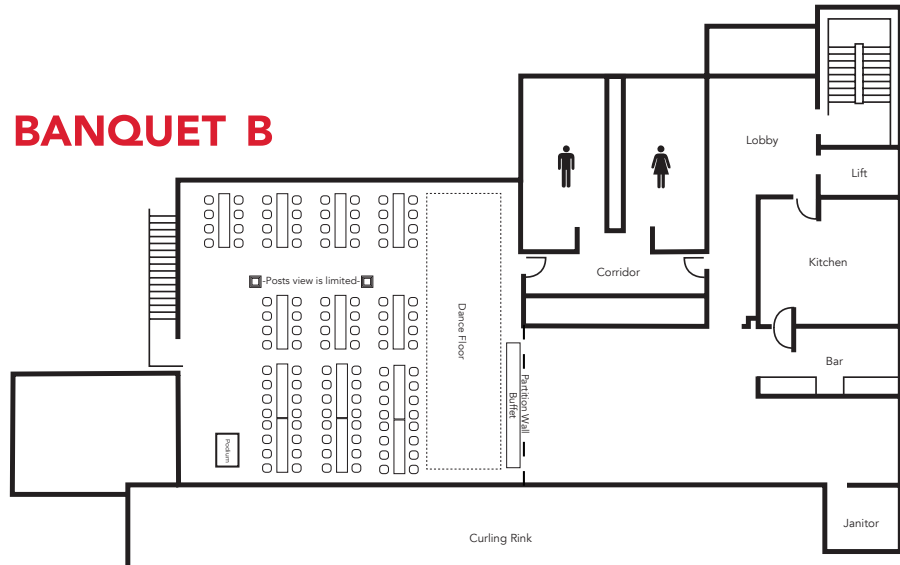 BANQUET B
Lobby
Lift
Kitchen
Corridor
-Posts view is limited-
Dance Floor
Partition Wall
Buffet
Bar
Podium
Janitor
Curling Rink